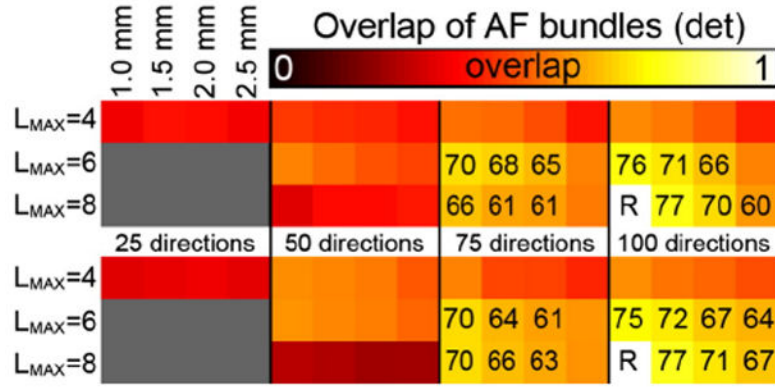 1.0 mm 1.5 mm 2.0 mm 2.5 mm
Overlap of AF bundles (det)
0 overlap 1
LMAX=4
LMAX=6 70 68 65 76 71 66
LMAX=8 66 61 61 R 77 70 60
25 directions 50 directions 75 directions 100 directions
LMAX=4
LMAX=6 70 64 61 75 72 67 64
LMAX=8 70 66 63 R 77 71 67